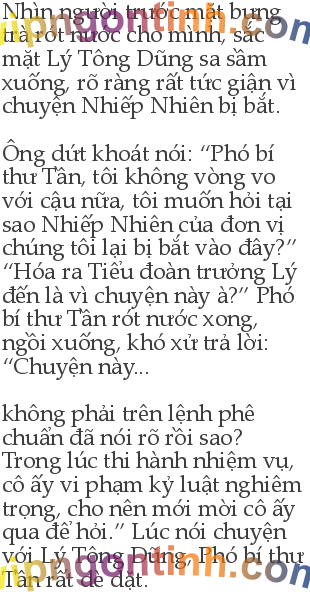 Nhìn người trước mặt bưng
trà rót nước cho mình, sắc
mặt Lý Tông Dũng sa sầm
xuống, rõ ràng rất tức giận vì
chuyện Nhiếp Nhiên bị bắt.
Ông dứt khoát nói: “Phó bí
thư Tần, tôi không vòng vo
với cậu nữa, tôi muốn hỏi tại
sao Nhiếp Nhiên của đơn vị
chúng tôi lại bị bắt vào đây?”
“Hóa ra Tiểu đoàn trưởng Lý
đến là vì chuyện này à?” Phó
bí thư Tần rót nước xong,
ngồi xuống, khó xử trả lời:
“Chuyện này...
không phải trên lệnh phê
chuẩn đã nói rõ rồi sao?
Trong lúc thi hành nhiệm vụ,
cô ấy vi phạm kỷ luật nghiêm
trọng, cho nên mới mòi cô ấy
qua để hỏi.” Lúc nói chuyện
với Lý Tông Dũng, Phó bí thư
Tần rất dè dặt.
vipngontinh.com
vipngontinh.com